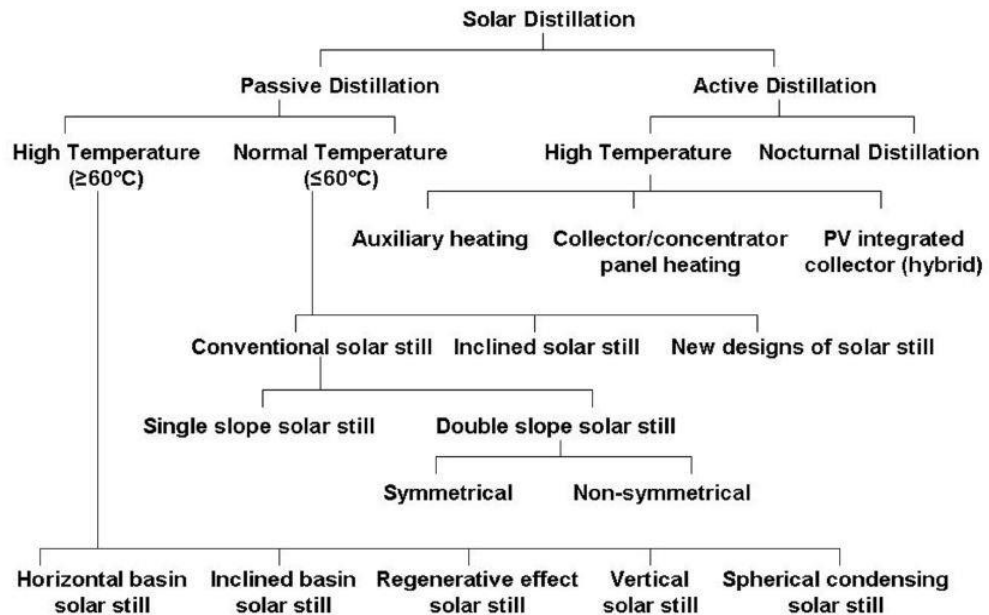 Solar Distillation
Passive Distillation
Active Distillation
High Temperature
(≥60°C)
Normal Temperature
(≤60°C)
High Temperature
Nocturnal Distillation
Auxiliary heating
Collector/concentrator
panel heating
PV integrated
collector (hybrid)
Conventional solar still
Inclined solar still
New designs of solar still
Single slope solar still
Double slope solar still
Symmetrical
Non-symmetrical
Horizontal basin
solar still
Inclined basin
solar still
Regenerative effect
solar still
Vertical
solar still
Spherical condensing
solar still